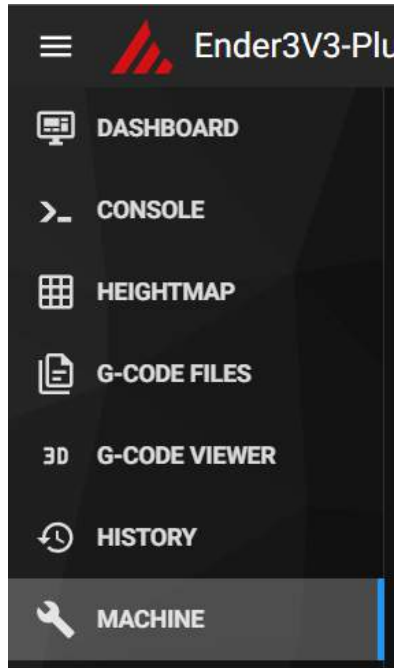 Ender3V3-Plu
DASHBOARD
CONSOLE
HEIGHTMAP
G-CODE FILES
3D G-CODE VIEWER
HISTORY
MACHINE